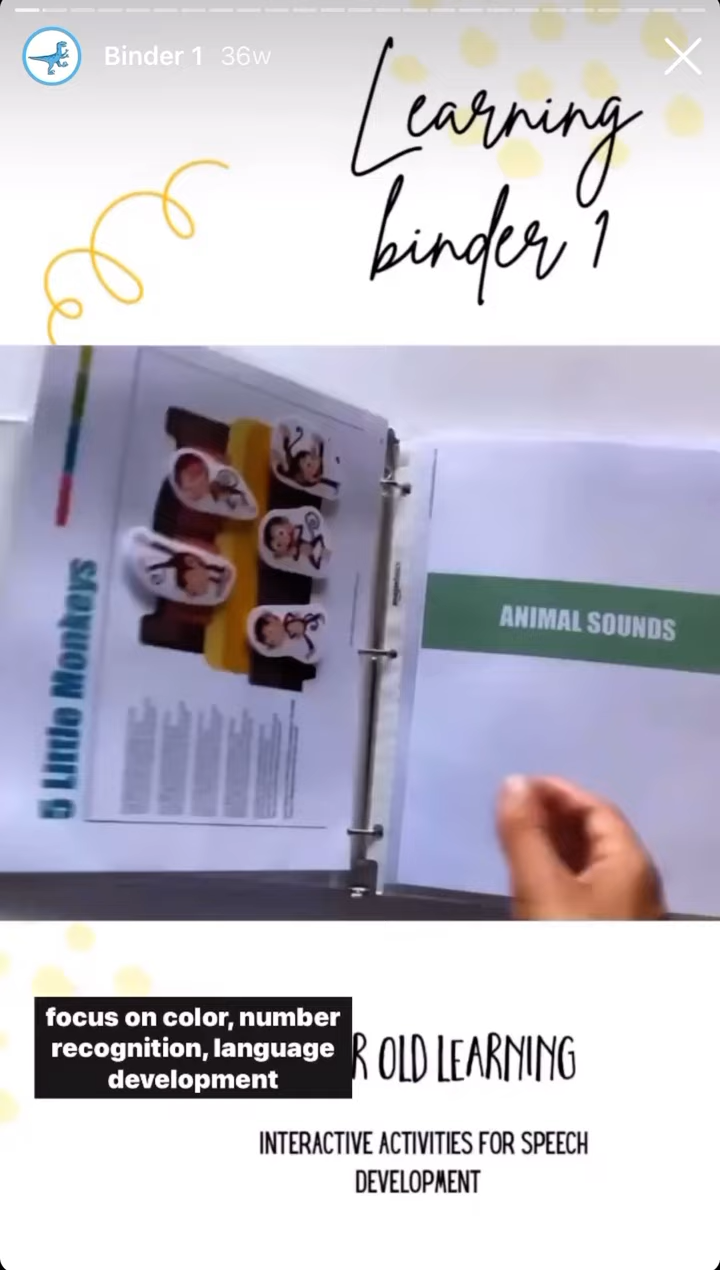 Binder 1 36w
Learning
binder 1
5 Little Monkeys
ANIMAL SOUNDS
focus on color, number
recognition, language
development
R OLD LEARNING
INTERACTIVE ACTIVITIES FOR SPEECH
DEVELOPMENT